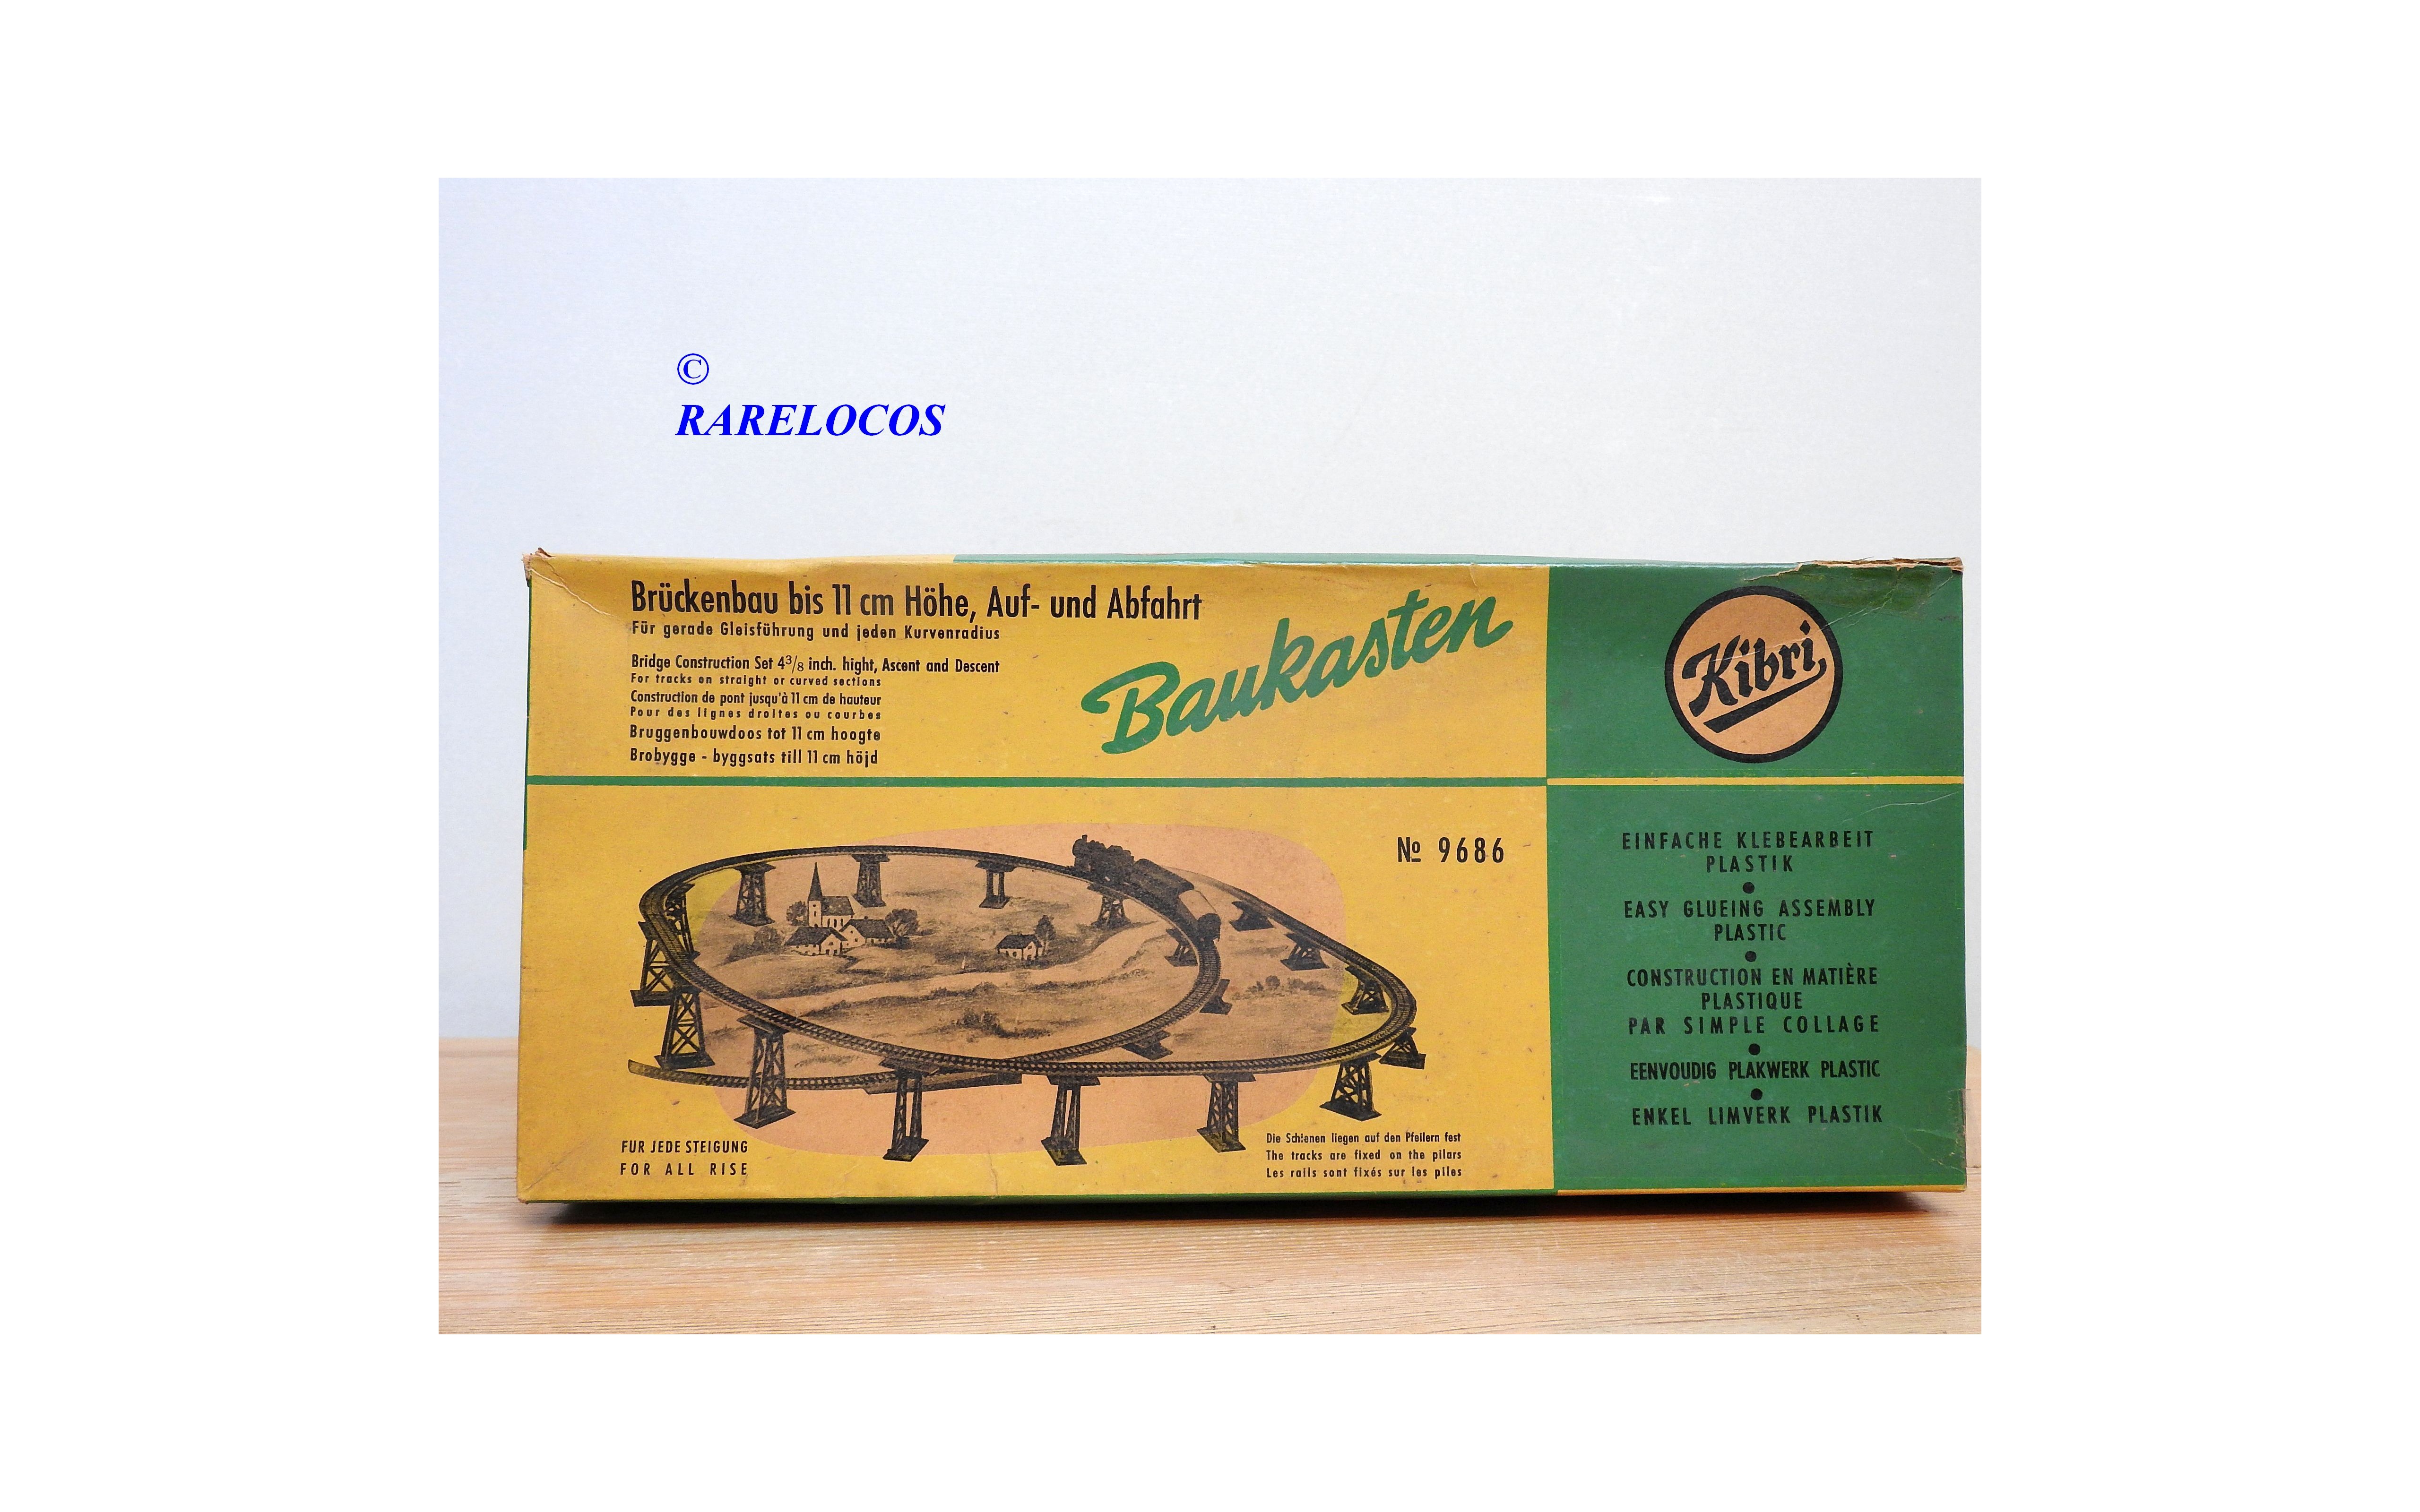 ©
RARELOCOS
Brückenbau bis 11 cm Höhe, Auf- und Abfahrt
Für gerade Gleisführung und jeden Kurvenradius
Bridge Construction Set 4 3/8 inch. hight, Ascent and Descent
For tracks on straight or curved sections
Construction de pont jusqu'à 11 cm de hauteur
Pour des lignes droites ou courbes
Bruggenbouwdoos tot 11 cm hoogte
Brobygge - byggsats till 11 cm höjd
Baukasten
Kibri
№ 9686
EINFACHE KLEBEARBEIT
PLASTIK
●
EASY GLUEING ASSEMBLY
PLASTIC
●
CONSTRUCTION EN MATIÈRE
PLASTIQUE
PAR SIMPLE COLLAGE
●
EENVOUDIG PLAKWERK PLASTIC
●
ENKEL LIMVERK PLASTIK
FUR JEDE STEIGUNG
FOR ALL RISE
Die Schienen liegen auf den Pfeilern fest
The tracks are fixed on the pilars
Les rails sont fixés sur les piles